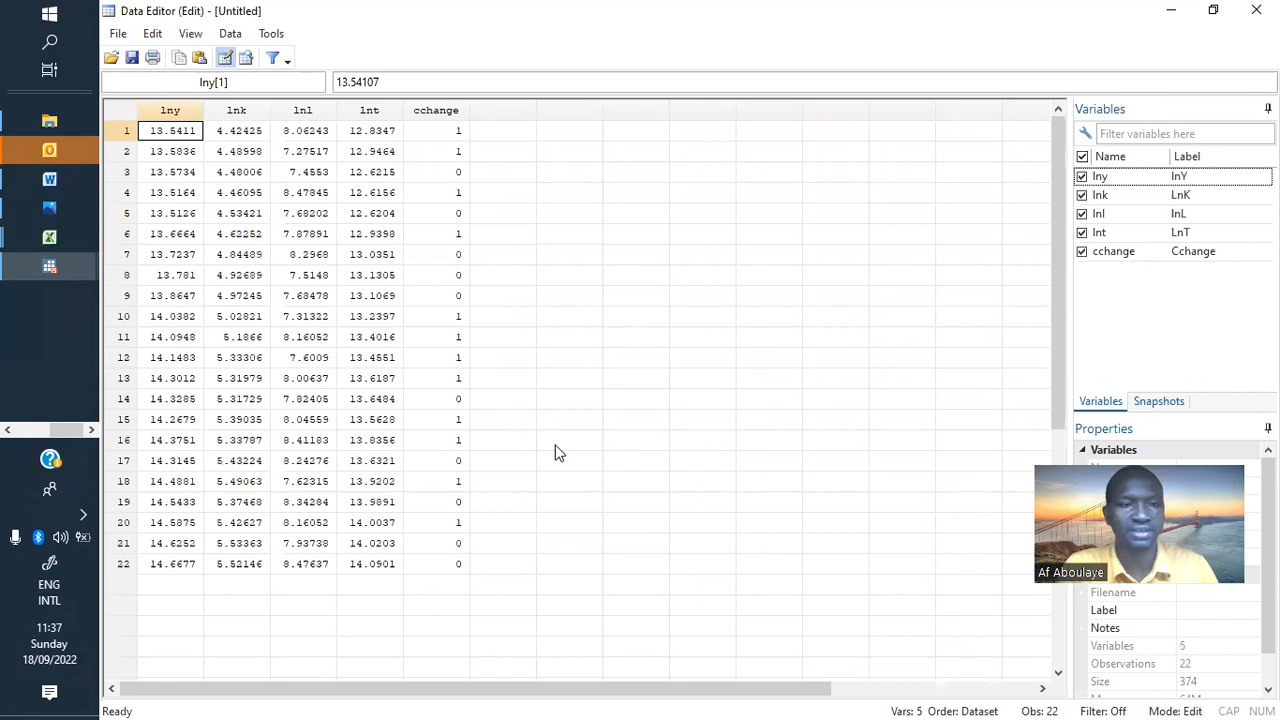 Data Editor (Edit) - [Untitled]
File Edit View Data Tools
lny[1] 13.54107
lny lnk lnl lnt cchange
1 13.5411 4.42425 8.06243 12.8347 1
2 13.5836 4.48998 7.27517 12.9464 1
3 13.5734 4.48006 7.4553 12.6215 0
4 13.5164 4.46095 8.47845 12.6156 1
5 13.5126 4.53421 7.68202 12.6204 0
6 13.6664 4.62252 7.87891 12.9398 1
7 13.7237 4.84489 8.2968 13.0351 0
8 13.781 4.92689 7.5148 13.1305 0
9 13.8647 4.97245 7.68478 13.1069 0
10 14.0382 5.02821 7.31322 13.2397 1
11 14.0948 5.1866 8.16052 13.4016 1
12 14.1483 5.33306 7.6009 13.4551 1
13 14.3012 5.31979 8.00637 13.6187 1
14 14.3285 5.31729 7.82405 13.6484 0
15 14.2679 5.39035 8.04559 13.5628 1
16 14.3751 5.33787 8.41183 13.8356 1
17 14.3145 5.43224 8.24276 13.6321 0
18 14.4881 5.49063 7.62315 13.9202 1
19 14.5433 5.37468 8.34284 13.9891 0
20 14.5875 5.42627 8.16052 14.0037 1
21 14.6252 5.53363 7.93738 14.0203 0
22 14.6677 5.52146 8.47637 14.0901 0
Variables
Filter variables here
Name Label
lny lnY
lnk LnK
lnl lnL
lnt LnT
cchange Cchange
Variables Snapshots
Properties
Variables
Af Aboulaye
Filename
Label
Notes
Variables 5
Observations 22
Size 374
Ready Vars: 5 Order: Dataset Obs: 22 Filter: Off Mode: Edit CAP NUM
ENG
INTL
11:37
Sunday
18/09/2022